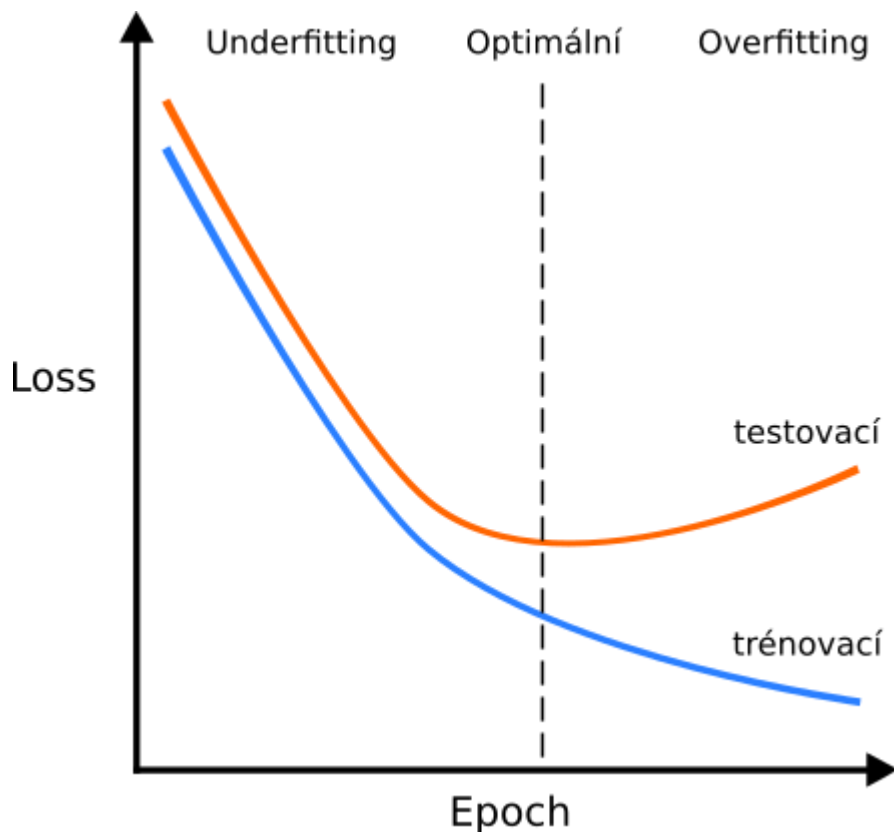 Underfitting
Optimální
Overfitting
Loss
testovací
trénovací
Epoch